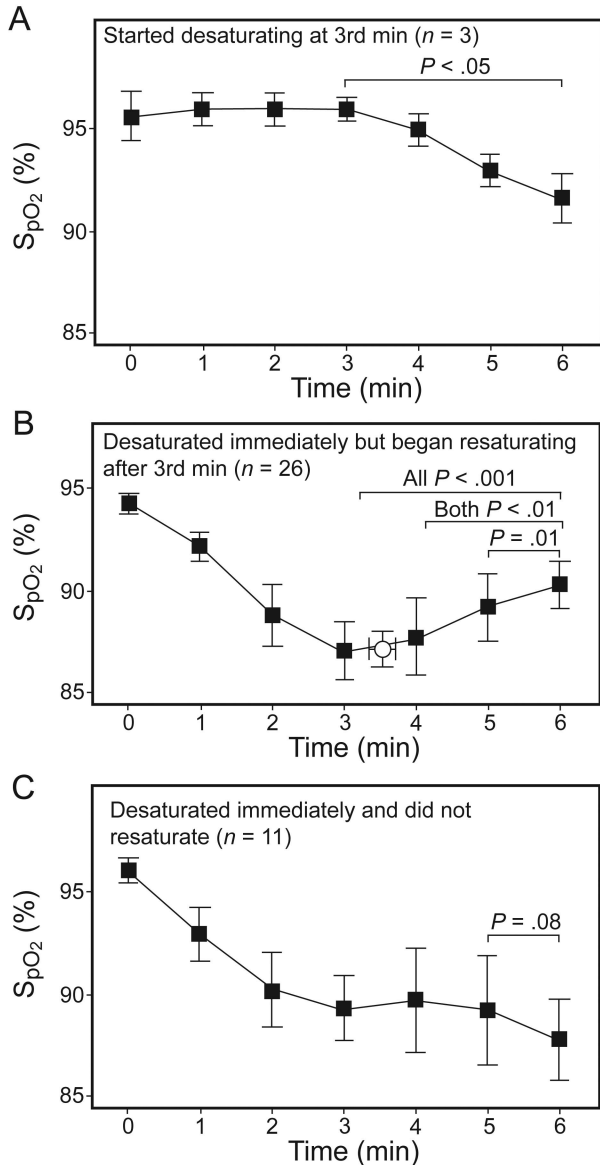 A
Started desaturating at 3rd min (n = 3)
P < .05
95
90
85
SpO2 (%)
0 1 2 3 4 5 6
Time (min)
B
Desaturated immediately but began resaturating
after 3rd min (n = 26)
All P < .001
Both P < .01
P = .01
95
90
85
SpO2 (%)
0 1 2 3 4 5 6
Time (min)
C
Desaturated immediately and did not
resaturate (n = 11)
P = .08
95
90
85
SpO2 (%)
0 1 2 3 4 5 6
Time (min)